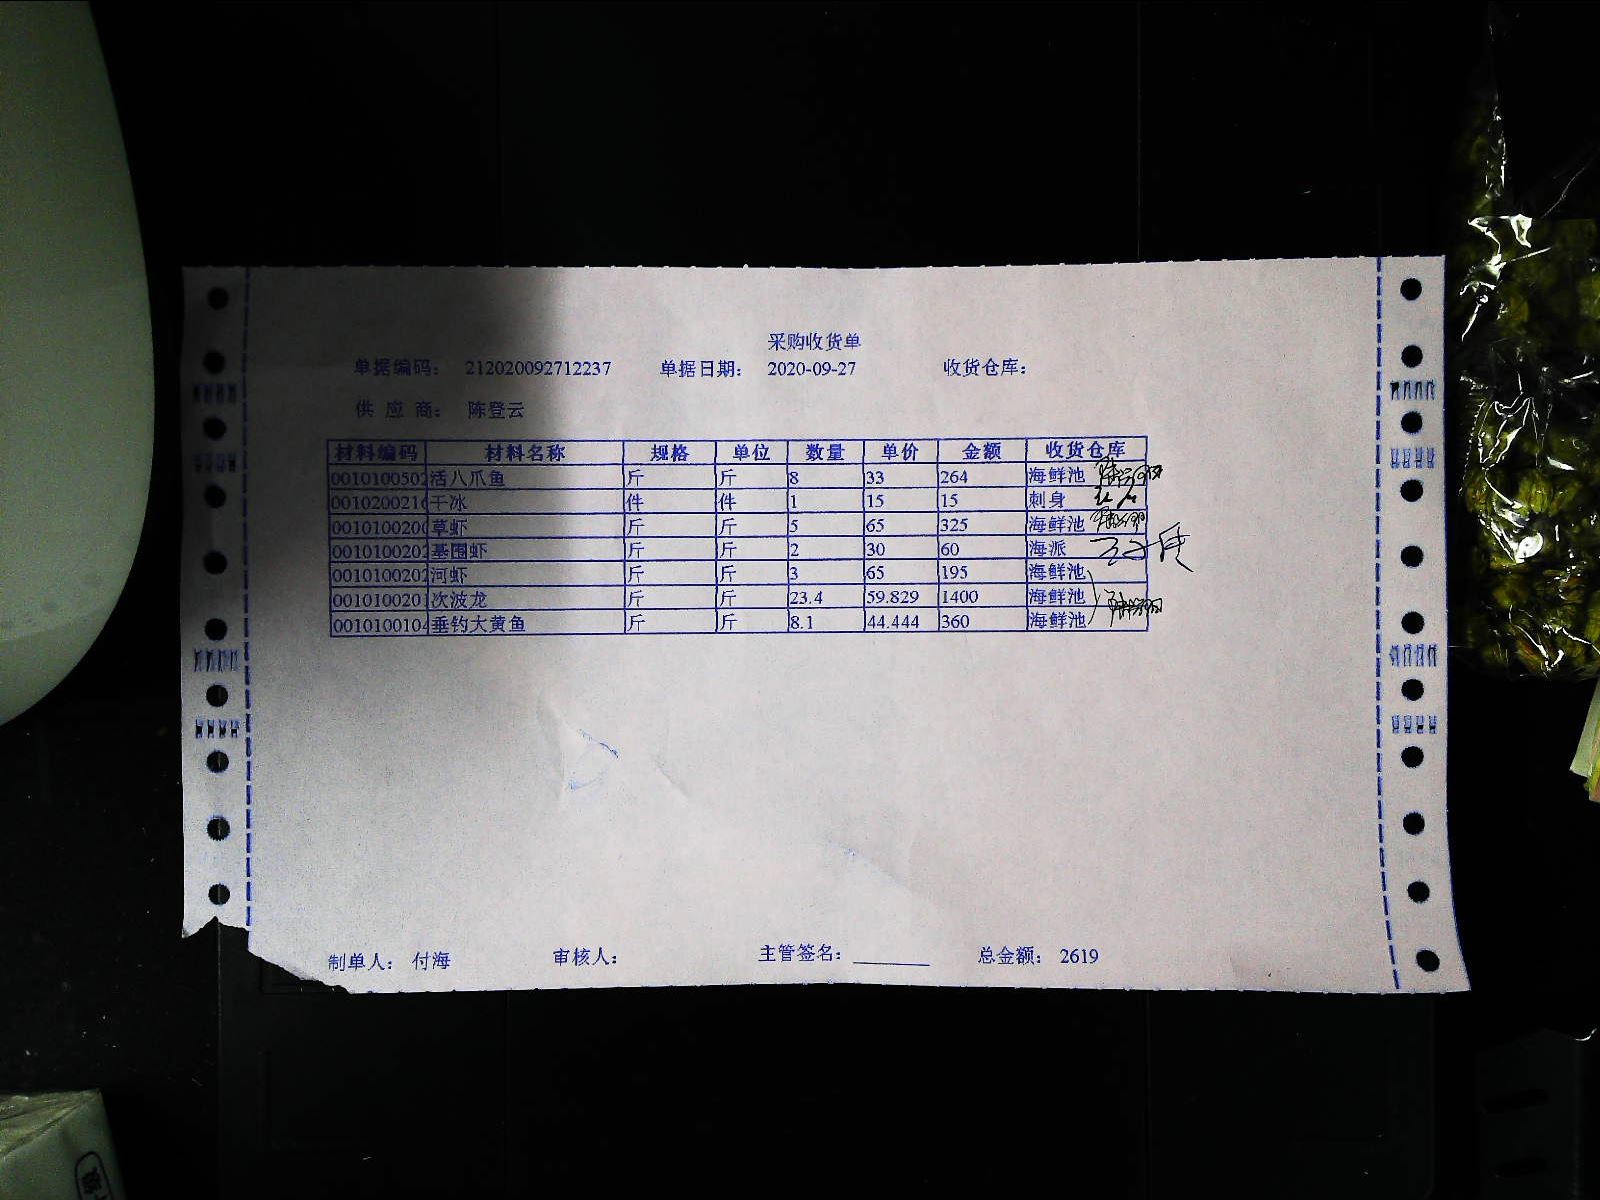 采购收货单
单据编码： 212020092712237 单据日期： 2020-09-27 收货仓库：
供 应 商： 陈登云
材料编码 材料名称 规格 单位 数量 单价 金额 收货仓库
0010100502 活八爪鱼 斤 斤 8 33 264 海鲜池
0010200216 干冰 件 件 1 15 15 刺身
0010100200 草虾 斤 斤 5 65 325 海鲜池
0010100202 基围虾 斤 斤 2 30 60 海派
0010100202 河虾 斤 斤 3 65 195 海鲜池
0010100201 次波龙 斤 斤 23.4 59.829 1400 海鲜池
0010100104 垂钓大黄鱼 斤 斤 8.1 44.444 360 海鲜池
制单人： 付海 审核人： 主管签名： 总金额： 2619